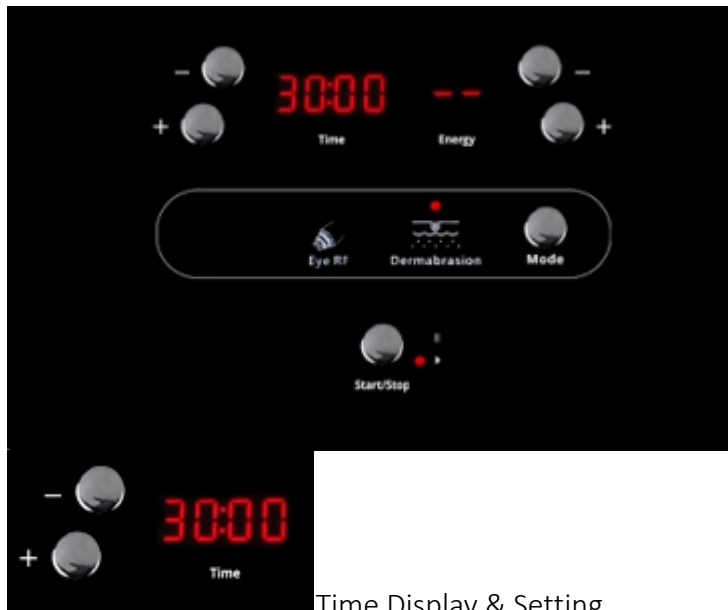 −
−
30:00
--
+
+
Time
Energy
Eye RF
Dermabrasion
Mode
Start/Stop
−
30:00
+
Time
Time Display & Setting